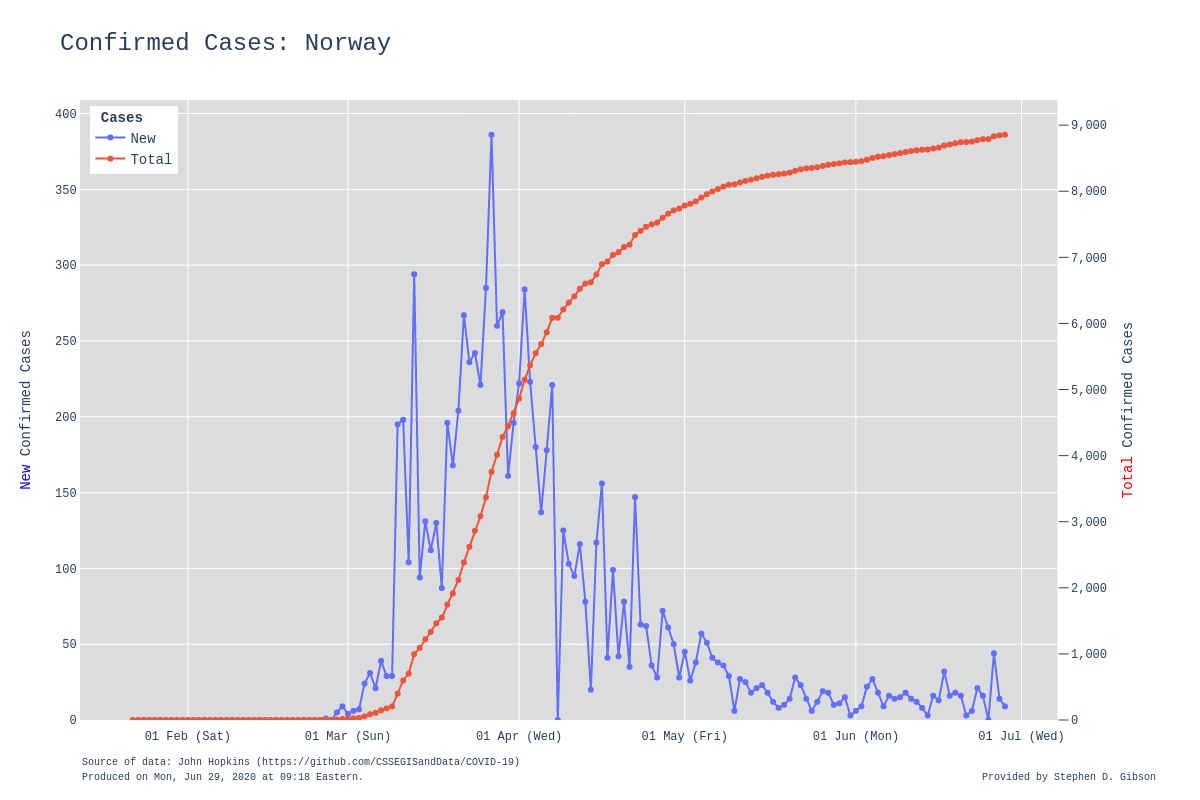 Confirmed Cases: Norway
Cases
New
Total
400
350
300
250
200
150
100
50
0
9,000
8,000
7,000
6,000
5,000
4,000
3,000
2,000
1,000
0
New Confirmed Cases
Total Confirmed Cases
01 Feb (Sat)
01 Mar (Sun)
01 Apr (Wed)
01 May (Fri)
01 Jun (Mon)
01 Jul (Wed)
Source of data: John Hopkins (https://github.com/CSSEGISandData/COVID-19)
Produced on Mon, Jun 29, 2020 at 09:18 Eastern.
Provided by Stephen D. Gibson